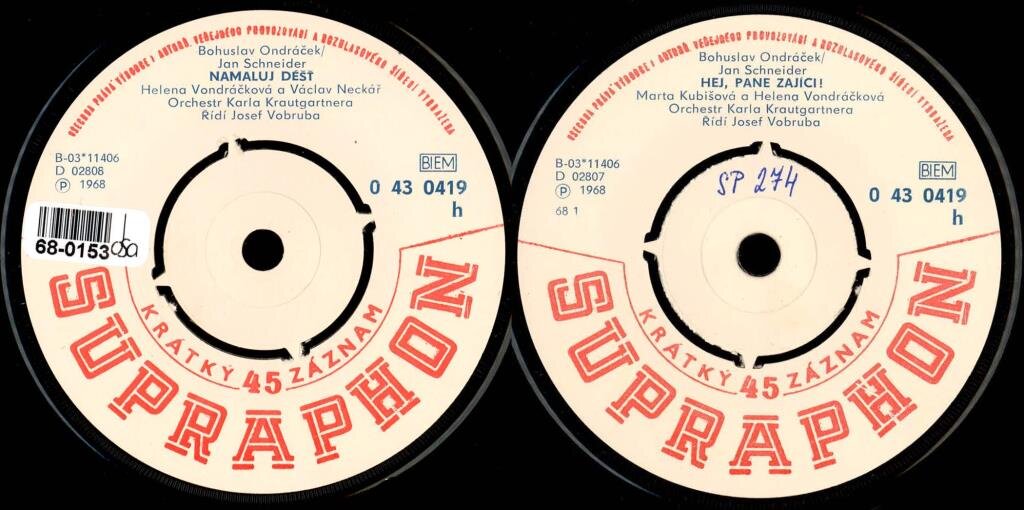 VŠECHNA PRÁVA VÝROBCE I AUTORŮ, VEŘEJNÉHO PROVOZOVÁNÍ A ROZHLASOVÉHO ŠÍŘENÍ VYHRAŽENA
Bohuslav Ondráček/
Jan Schneider
NAMALUJ DÉŠŤ
Helena Vondráčková a Václav Neckář
Orchestr Karla Krautgartnera
Řídí Josef Vobruba
B-03*11406
D 02808
Ⓟ 1968
BIEM
0 43 0419
h
68-0153
KRÁTKÝ 45 ZÁZNAM
SUPRAPHON
VŠECHNA PRÁVA VÝROBCE I AUTORŮ, VEŘEJNÉHO PROVOZOVÁNÍ A ROZHLASOVÉHO ŠÍŘENÍ VYHRAŽENA
Bohuslav Ondráček/
Jan Schneider
HEJ, PANE ZAJÍCI!
Marta Kubišová a Helena Vondráčková
Orchestr Karla Krautgartnera
Řídí Josef Vobruba
B-03*11406
D 02807
Ⓟ 1968
68 1
SP 274
BIEM
0 43 0419
h
KRÁTKÝ 45 ZÁZNAM
SUPRAPHON